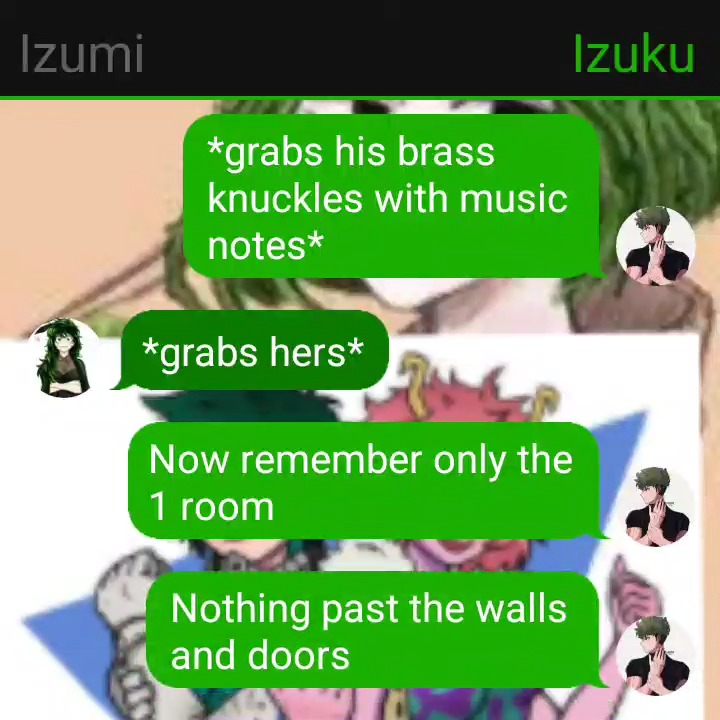 Izumi
Izuku
*grabs his brass
knuckles with music
notes*
*grabs hers*
Now remember only the
1 room
Nothing past the walls
and doors